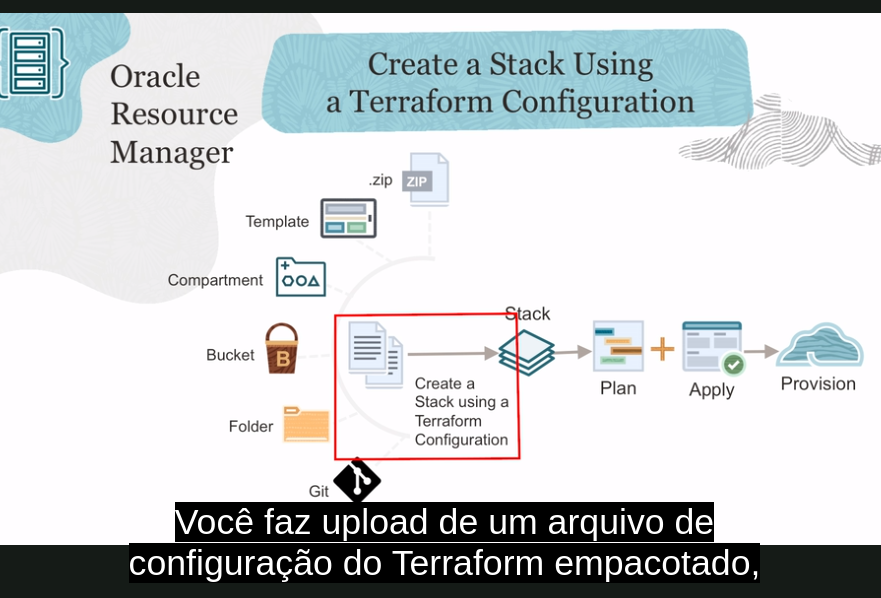 Oracle
Resource
Manager
Create a Stack Using
a Terraform Configuration
.zip
ZIP
Template
Compartment
Bucket
B
Folder
Git
Create a
Stack using a
Terraform
Configuration
Stack
Plan
Apply
Provision
Você faz upload de um arquivo de
configuração do Terraform empacotado,